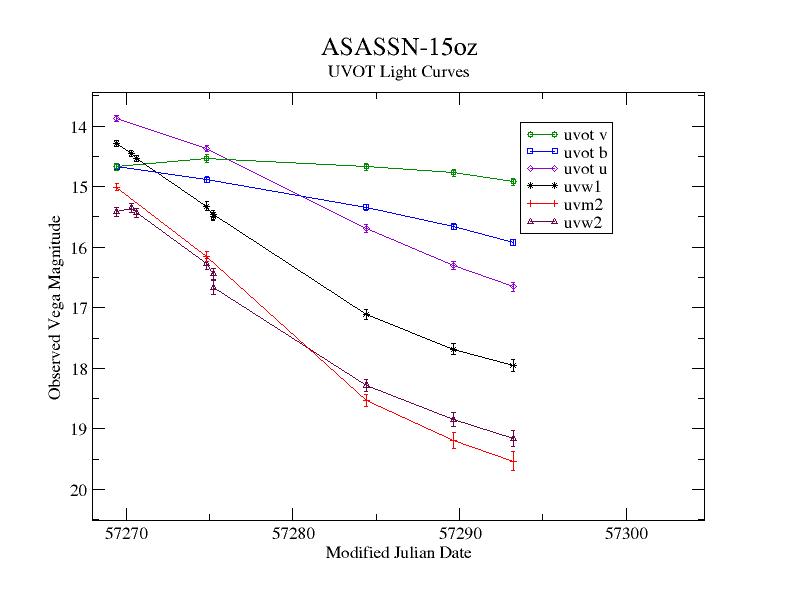 ASASSN-15oz
UVOT Light Curves
14
15
16
17
18
19
20
Observed Vega Magnitude
57270
57280
57290
57300
Modified Julian Date
uvot v
uvot b
uvot u
uvw1
uvm2
uvw2